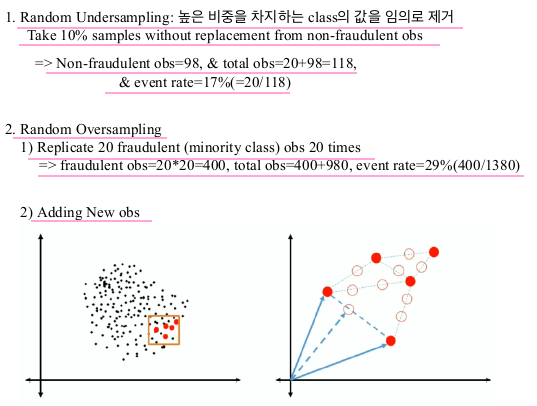 1. Random Undersampling: 높은 비중을 차지하는 class의 값을 임의로 제거
Take 10% samples without replacement from non-fraudulent obs
=> Non-fraudulent obs=98, & total obs=20+98=118,
& event rate=17%(=20/118)
2. Random Oversampling
1) Replicate 20 fraudulent (minority class) obs 20 times
=> fraudulent obs=20*20=400, total obs=400+980, event rate=29%(400/1380)
2) Adding New obs